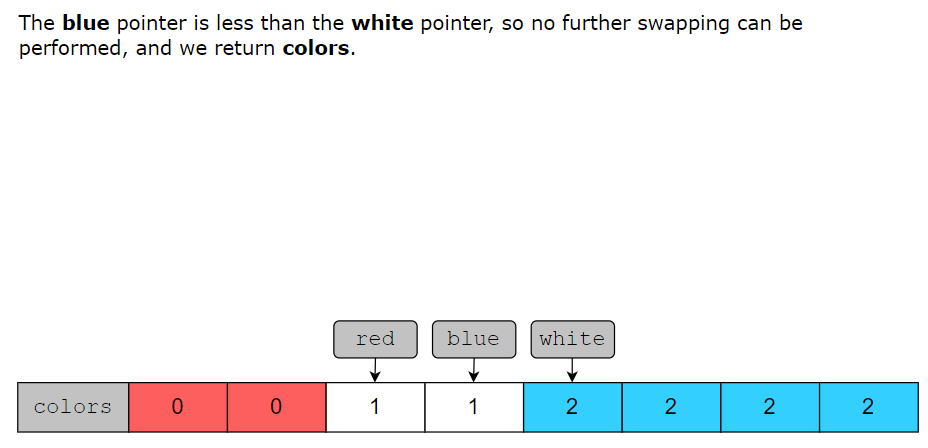 The blue pointer is less than the white pointer, so no further swapping can be
performed, and we return colors.
red blue white
colors 0 0 1 1 2 2 2 2